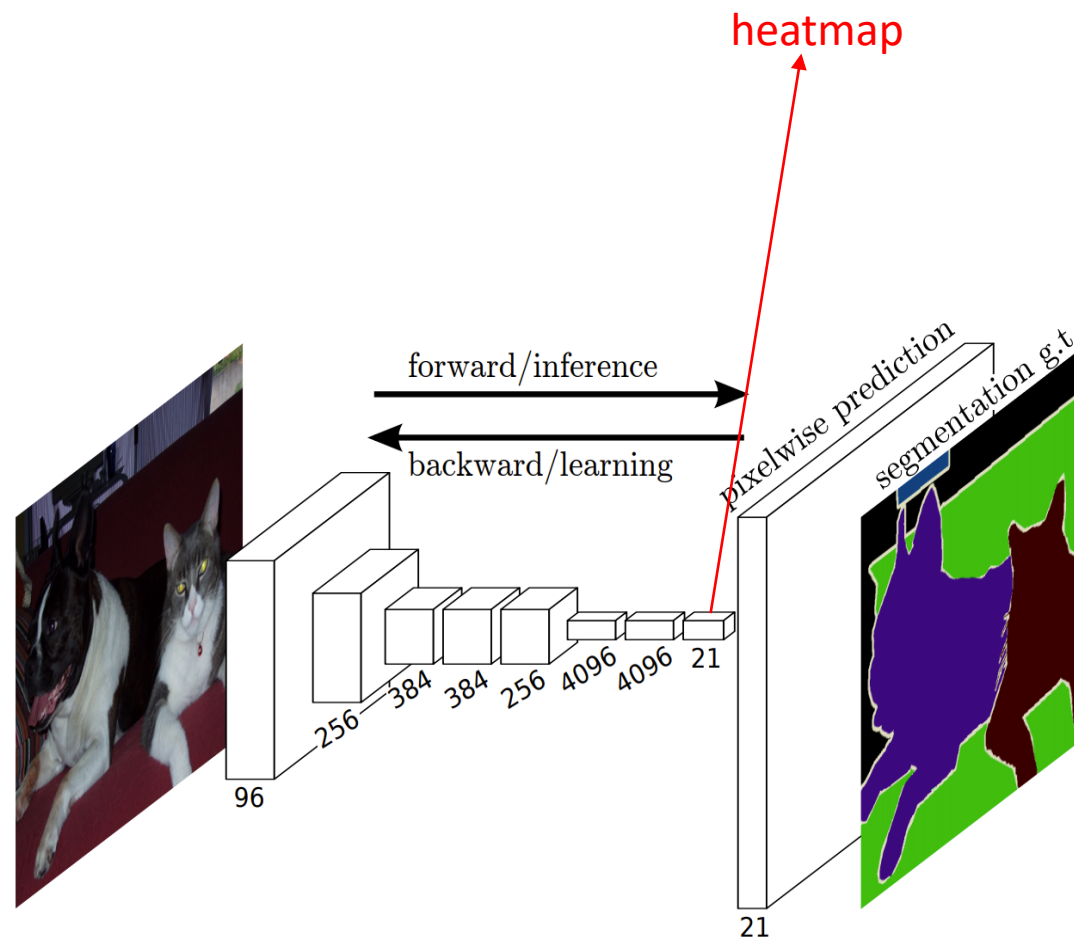 heatmap
forward/inference
backward/learning
pixelwise prediction
segmentation g.t
96
256
384
384
256
4096
4096
21
21